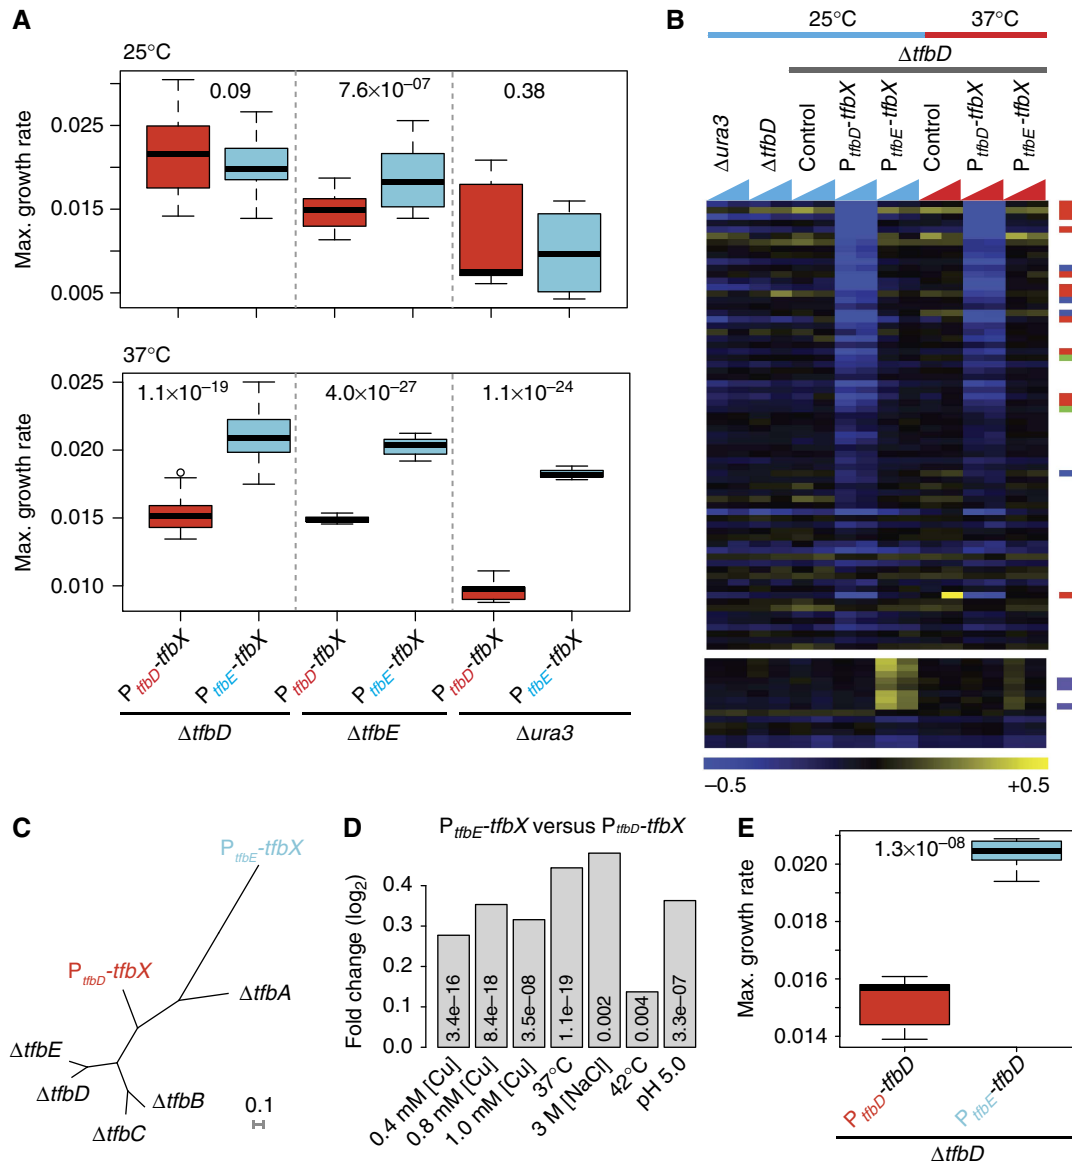 A
25°C
0.09
7.6×10⁻⁰⁷
0.38
Max. growth rate
0.025
0.015
0.005
37°C
1.1×10⁻¹⁹
4.0×10⁻²⁷
1.1×10⁻²⁴
Max. growth rate
0.025
0.020
0.015
0.010
P tfbD-tfbX
P tfbE-tfbX
P tfbD-tfbX
P tfbE-tfbX
P tfbD-tfbX
P tfbE-tfbX
ΔtfbD
ΔtfbE
Δura3
B
25°C
37°C
ΔtfbD
Δura3
ΔtfbD
Control
PtfbD-tfbX
PtfbE-tfbX
Control
PtfbD-tfbX
PtfbE-tfbX
−0.5
+0.5
C
PtfbE-tfbX
PtfbD-tfbX
ΔtfbA
ΔtfbE
ΔtfbD
ΔtfbB
ΔtfbC
0.1
D
PtfbE-tfbX versus PtfbD-tfbX
Fold change (log₂)
0.4
0.3
0.2
0.1
0.0
3.4e−16
8.4e−18
3.5e−08
1.1e−19
0.002
0.004
3.3e−07
0.4 mM [Cu]
0.8 mM [Cu]
1.0 mM [Cu]
37°C
3 M [NaCl]
42°C
pH 5.0
E
1.3×10⁻⁰⁸
Max. growth rate
0.020
0.018
0.016
0.014
P tfbD-tfbD
P tfbE-tfbD
ΔtfbD